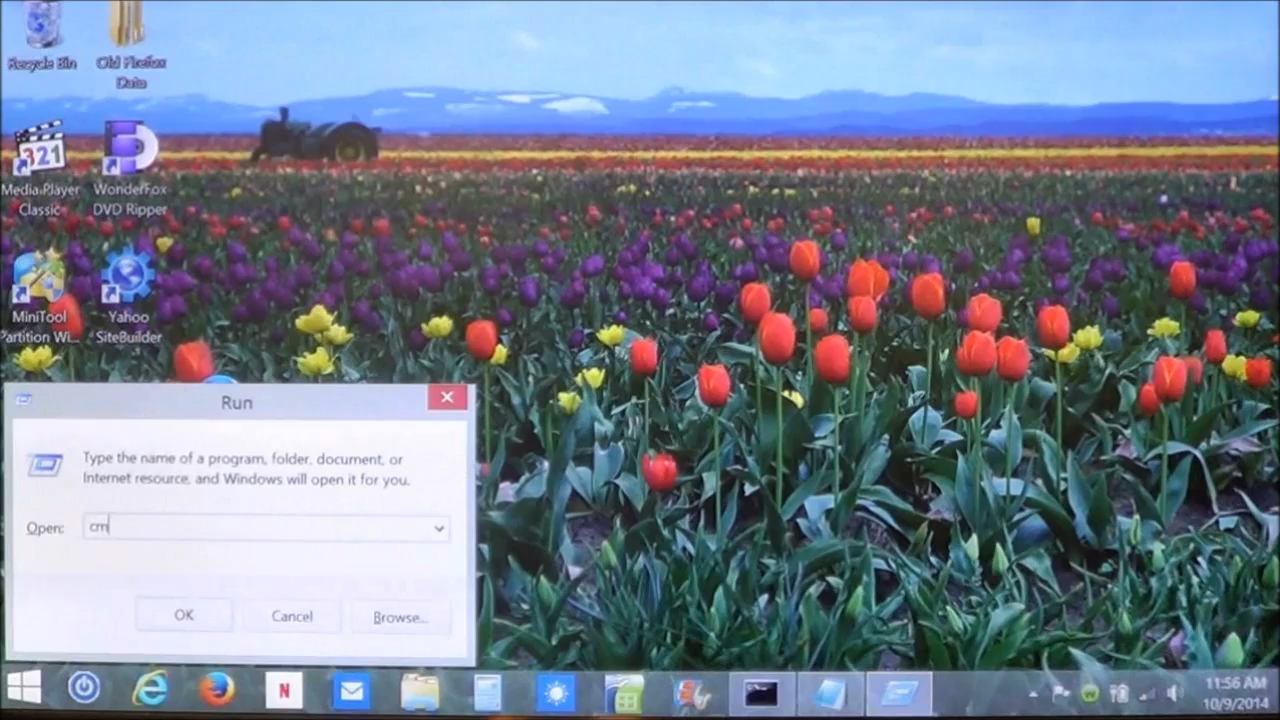 Recycle Bin
Old Firefox
Data
321
Media Player
Classic
WonderFox
DVD Ripper
MiniTool
Partition Wi...
Yahoo
SiteBuilder
Run
Type the name of a program, folder, document, or
Internet resource, and Windows will open it for you.
Open: cm
OK Cancel Browse...
N
11:56 AM
10/9/2014